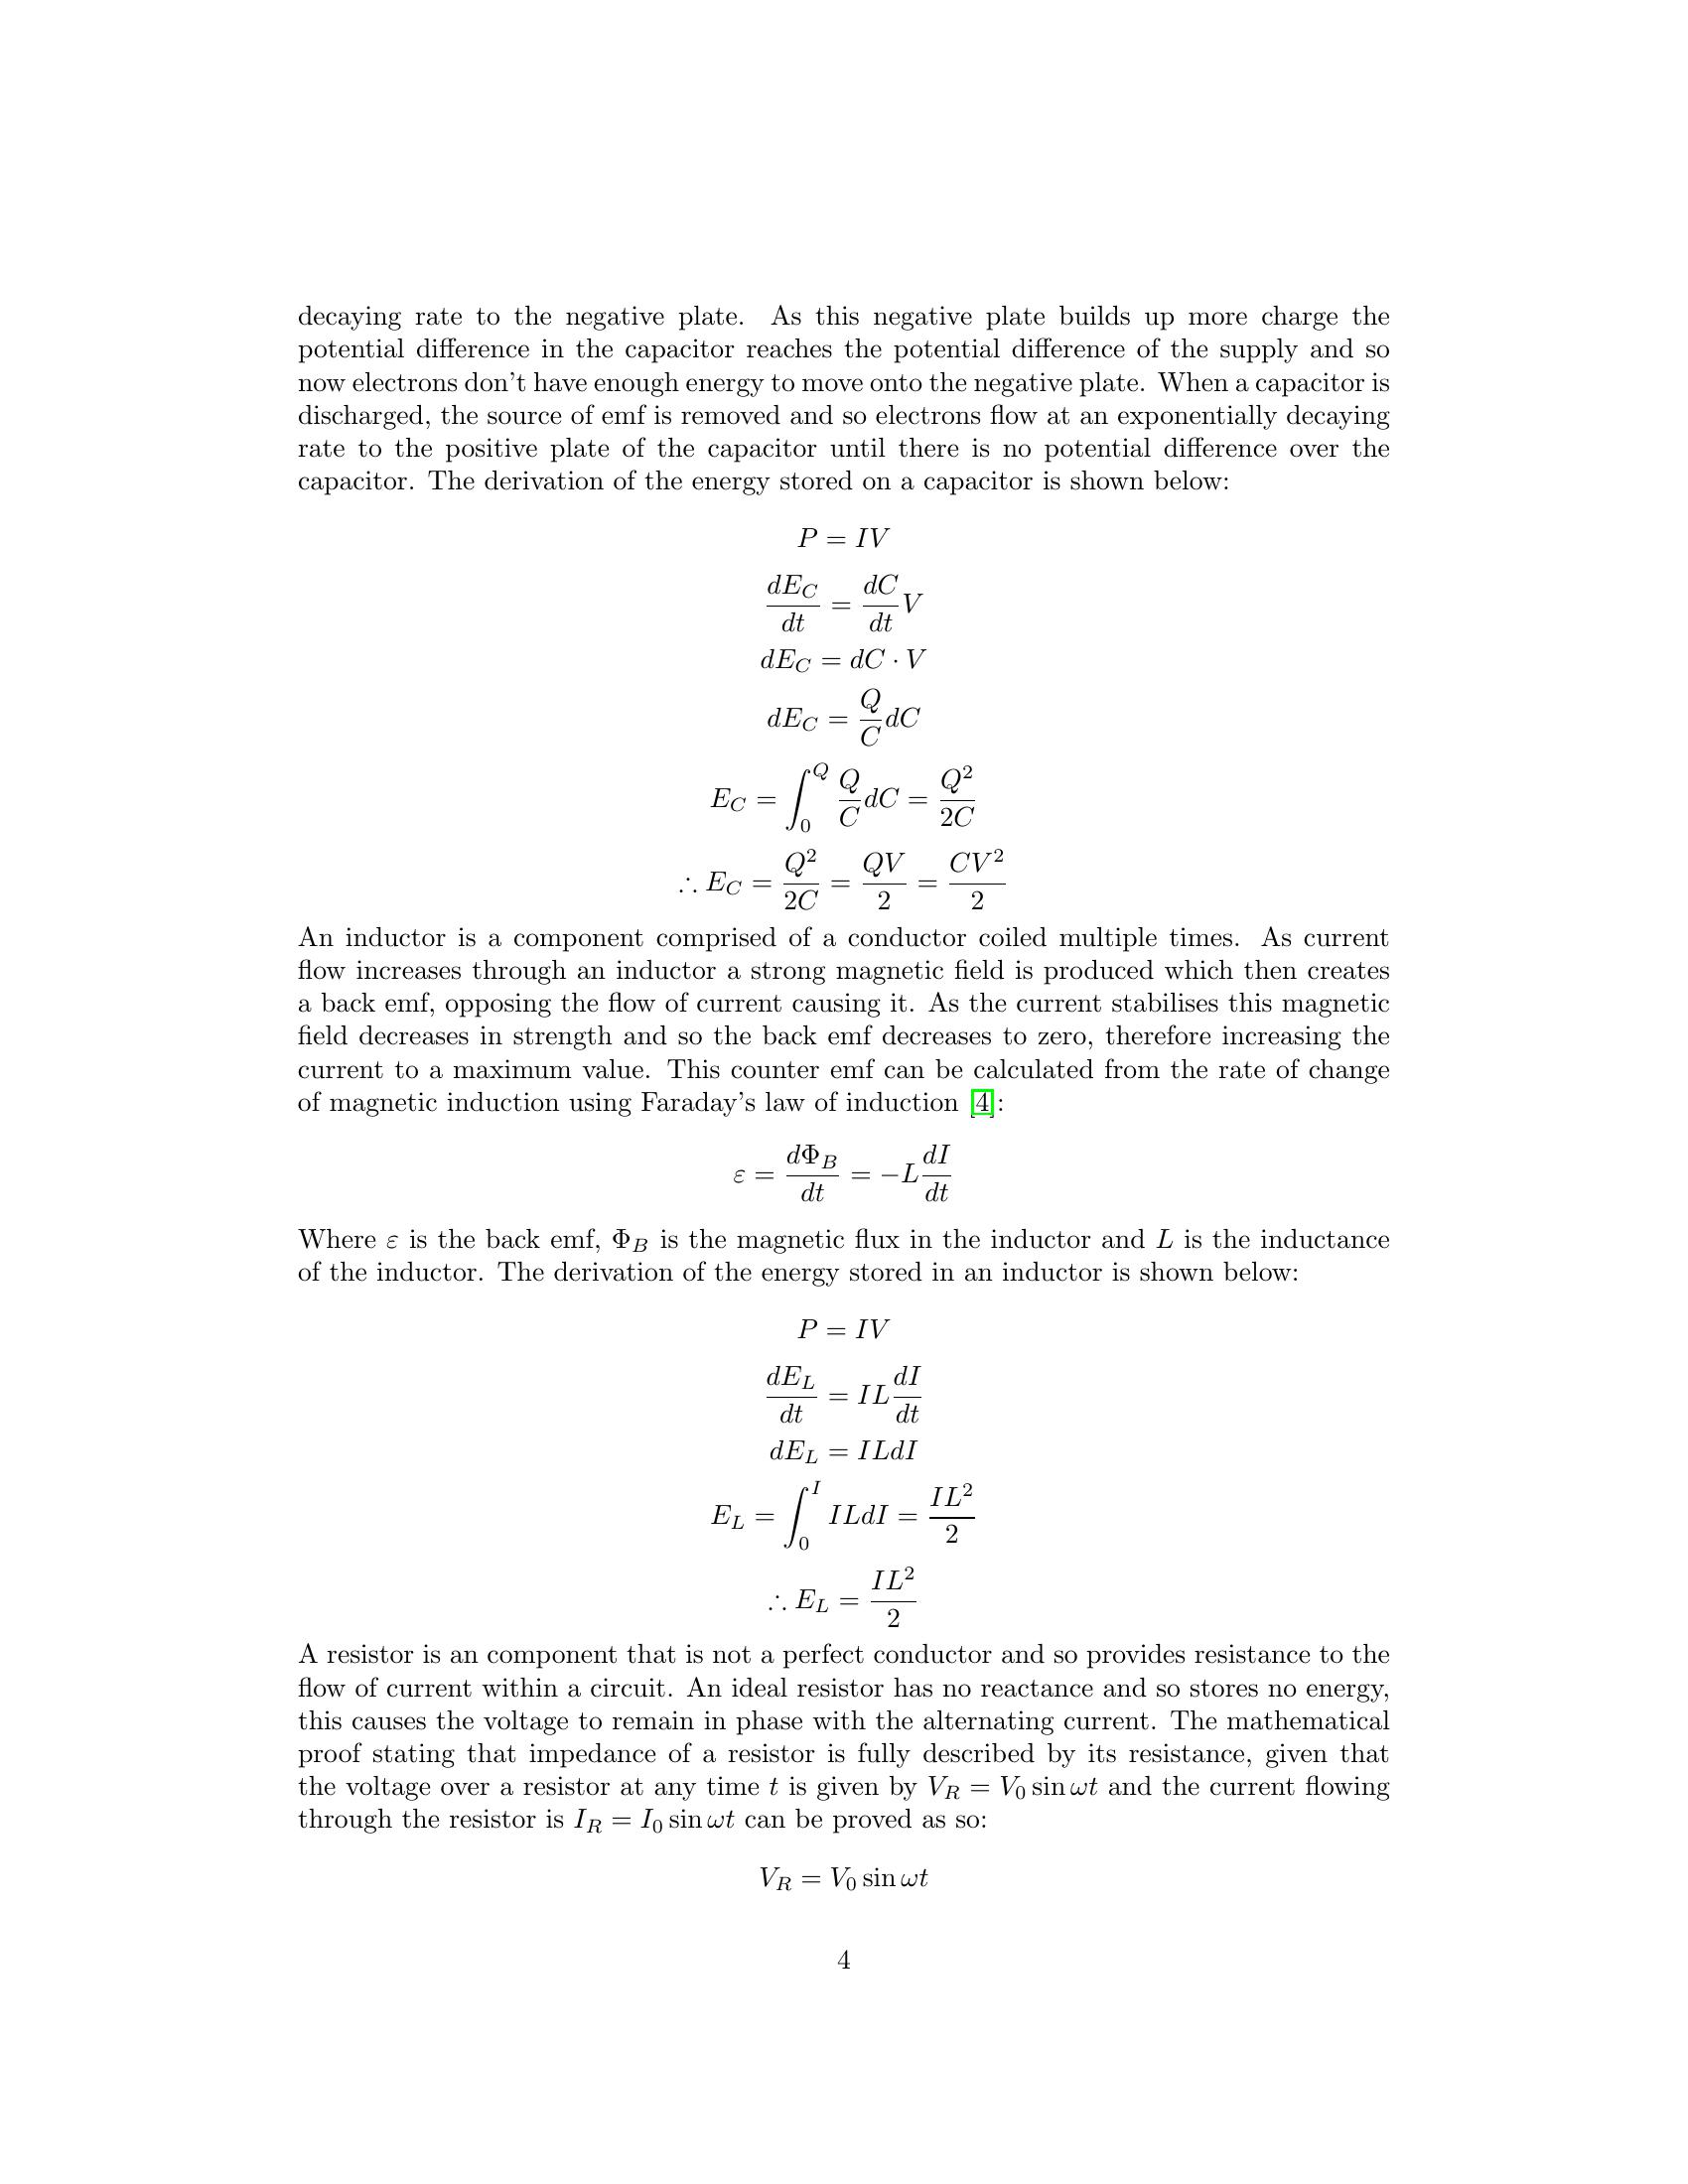 decaying rate to the negative plate. As this negative plate builds up more charge the
potential difference in the capacitor reaches the potential difference of the supply and so
now electrons don't have enough energy to move onto the negative plate. When a capacitor is
discharged, the source of emf is removed and so electrons flow at an exponentially decaying
rate to the positive plate of the capacitor until there is no potential difference over the
capacitor. The derivation of the energy stored on a capacitor is shown below:
P = IV
\frac{dE_C}{dt} = \frac{dC}{dt}V
dE_C = dC · V
dE_C = \frac{Q}{C}dC
E_C = \int_0^Q \frac{Q}{C}dC = \frac{Q^2}{2C}
∴ E_C = \frac{Q^2}{2C} = \frac{QV}{2} = \frac{CV^2}{2}
An inductor is a component comprised of a conductor coiled multiple times. As current
flow increases through an inductor a strong magnetic field is produced which then creates
a back emf, opposing the flow of current causing it. As the current stabilises this magnetic
field decreases in strength and so the back emf decreases to zero, therefore increasing the
current to a maximum value. This counter emf can be calculated from the rate of change
of magnetic induction using Faraday's law of induction [4]:
ε = \frac{dΦ_B}{dt} = −L\frac{dI}{dt}
Where ε is the back emf, Φ_B is the magnetic flux in the inductor and L is the inductance
of the inductor. The derivation of the energy stored in an inductor is shown below:
P = IV
\frac{dE_L}{dt} = IL\frac{dI}{dt}
dE_L = ILdI
E_L = \int_0^I ILdI = \frac{IL^2}{2}
∴ E_L = \frac{IL^2}{2}
A resistor is an component that is not a perfect conductor and so provides resistance to the
flow of current within a circuit. An ideal resistor has no reactance and so stores no energy,
this causes the voltage to remain in phase with the alternating current. The mathematical
proof stating that impedance of a resistor is fully described by its resistance, given that
the voltage over a resistor at any time t is given by V_R = V_0 sin ωt and the current flowing
through the resistor is I_R = I_0 sin ωt can be proved as so:
V_R = V_0 sin ωt
4